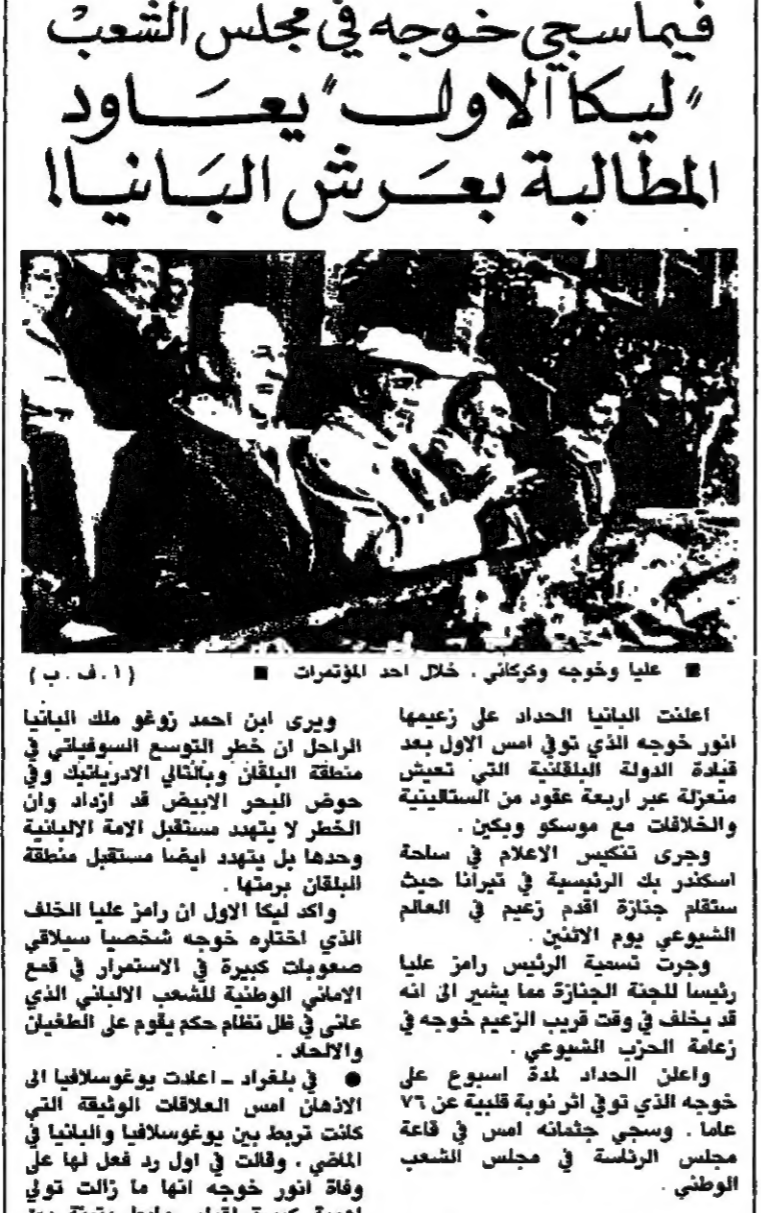 فيما سجي خوجه في مجلس الشعب
"ليكا الاول" يعاود
المطالبة بعرش البانيا!
■ عليا وخوجه وكركاني . خلال احد المؤتمرات ■ (ا.ف.ب)
اعلنت البانيا الحداد على زعيمها
انور خوجه الذي توفي امس الاول بعد
قيادة الدولة البلقانية التي تعيش
منعزلة عبر اربعة عقود من الستالينية
والخلافات مع موسكو وبكين .
وجرى تنكيس الاعلام في ساحة
اسكندر بك الرئيسية في تيرانا حيث
ستقام جنازة اقدم زعيم في العالم
الشيوعي يوم الاثنين .
وجرت تسمية الرئيس رامز عليا
رئيسا للجنة الجنازة مما يشير الى انه
قد يخلف في وقت قريب الزعيم خوجه في
زعامة الحزب الشيوعي .
واعلن الحداد لمدة اسبوع على
خوجه الذي توفي اثر نوبة قلبية عن ٧٦
عاما . وسجي جثمانه امس في قاعة
مجلس الرئاسة في مجلس الشعب
الوطني .
ويرى ابن احمد زوغو ملك البانيا
الراحل ان خطر التوسع السوفياتي في
منطقة البلقان وبالتالي الادرياتيك وفي
حوض البحر الابيض قد ازداد وان
الخطر لا يتهدد مستقبل الامة الالبانية
وحدها بل يتهدد ايضا مستقبل منطقة
البلقان برمتها .
واكد ليكا الاول ان رامز عليا الخلف
الذي اختاره خوجه شخصيا سيلاقي
صعوبات كبيرة في الاستمرار في قمع
الاماني الوطنية للشعب الالباني الذي
عانى في ظل نظام حكم يقوم على الطغيان
والالحاد .
● في بلغراد ـ اعادت يوغوسلافيا الى
الاذهان امس العلاقات الوثيقة التي
كانت تربط بين يوغوسلافيا والبانيا في
الماضي . وقالت في اول رد فعل لها على
وفاة انور خوجه انها ما زالت تولي